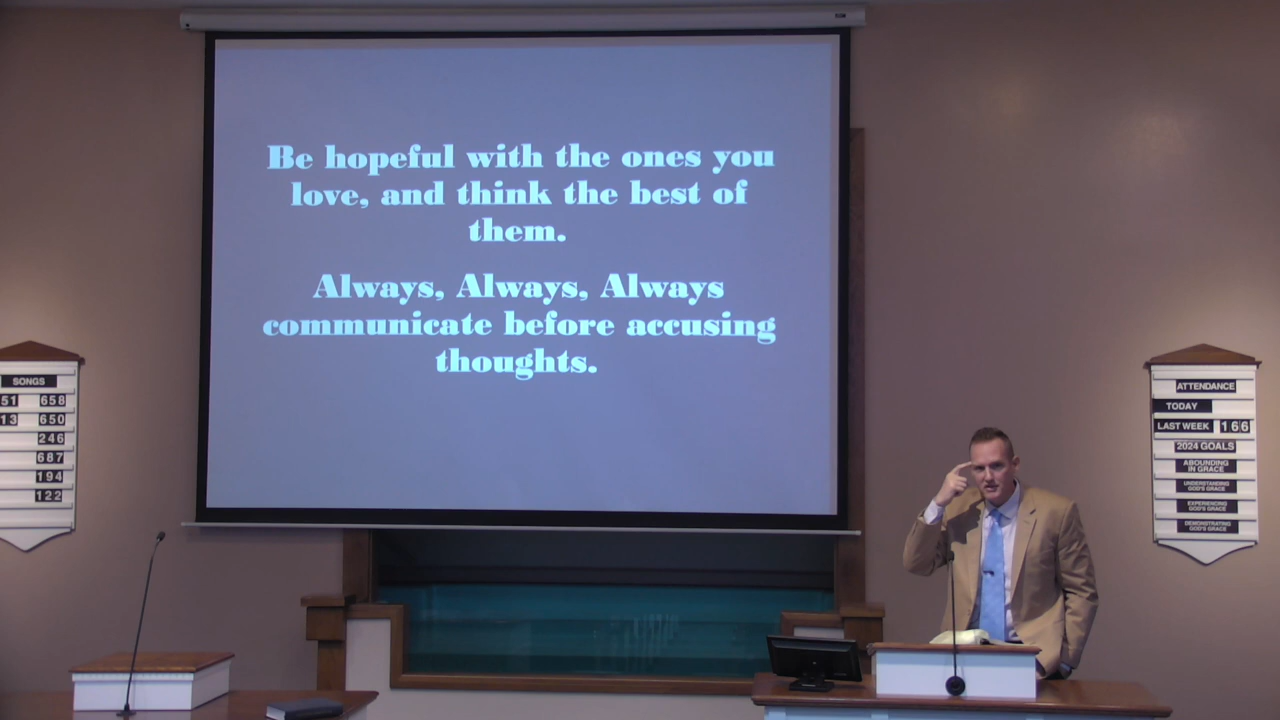 Be hopeful with the ones you
love, and think the best of
them.
Always, Always, Always
communicate before accusing
thoughts.
SONGS
51 658
13 650
246
687
194
122
ATTENDANCE
TODAY
LAST WEEK 166
2024 GOALS
ABOUNDING
IN GRACE
UNDERSTANDING
GOD'S GRACE
EXPERIENCING
GOD'S GRACE
DEMONSTRATING
GOD'S GRACE